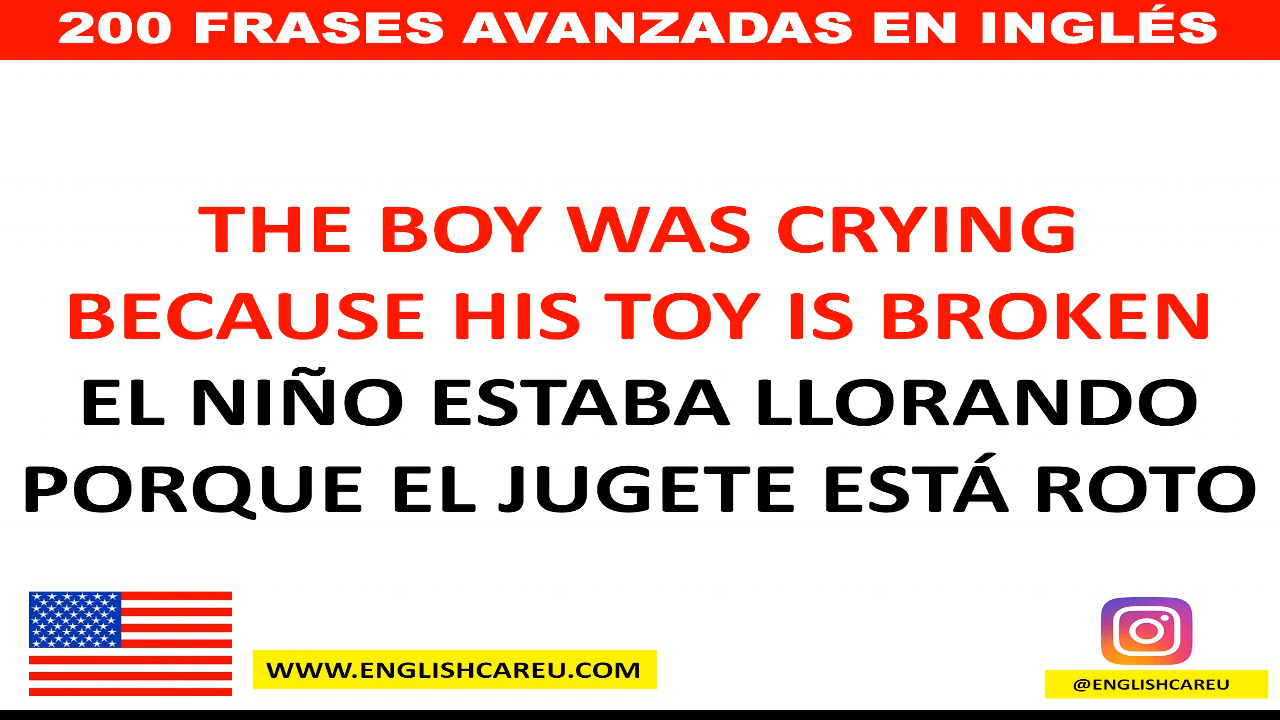 200 FRASES AVANZADAS EN INGLÉS
THE BOY WAS CRYING
BECAUSE HIS TOY IS BROKEN
EL NIÑO ESTABA LLORANDO
PORQUE EL JUGETE ESTÁ ROTO
WWW.ENGLISHCAREU.COM
@ENGLISHCAREU